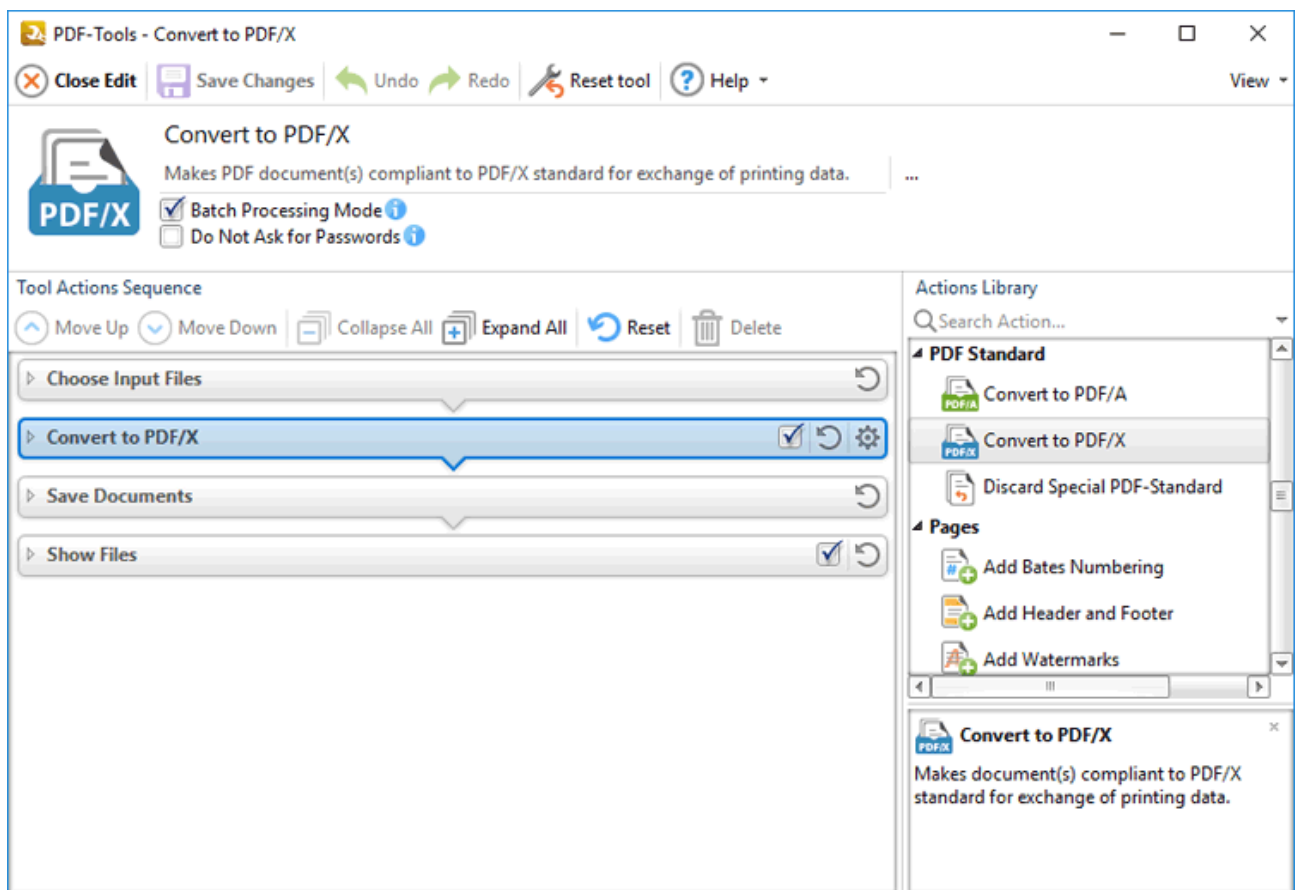 PDF-Tools - Convert to PDF/X
Close Edit Save Changes Undo Redo Reset tool Help View
Convert to PDF/X
Makes PDF document(s) compliant to PDF/X standard for exchange of printing data. ...
PDF/X
Batch Processing Mode
Do Not Ask for Passwords
Tool Actions Sequence
Move Up Move Down Collapse All Expand All Reset Delete
Choose Input Files
Convert to PDF/X
Save Documents
Show Files
Actions Library
Search Action...
PDF Standard
PDF/A Convert to PDF/A
PDF/X Convert to PDF/X
Discard Special PDF-Standard
Pages
Add Bates Numbering
Add Header and Footer
Add Watermarks
PDF/X Convert to PDF/X
Makes document(s) compliant to PDF/X
standard for exchange of printing data.